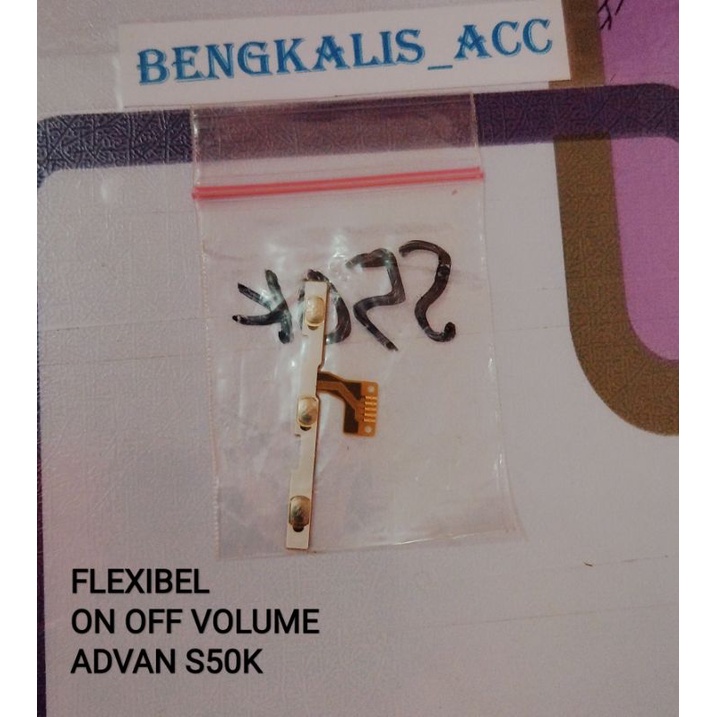 BENGKALIS_ACC
S50K
FLEXIBEL
ON OFF VOLUME
ADVAN S50K